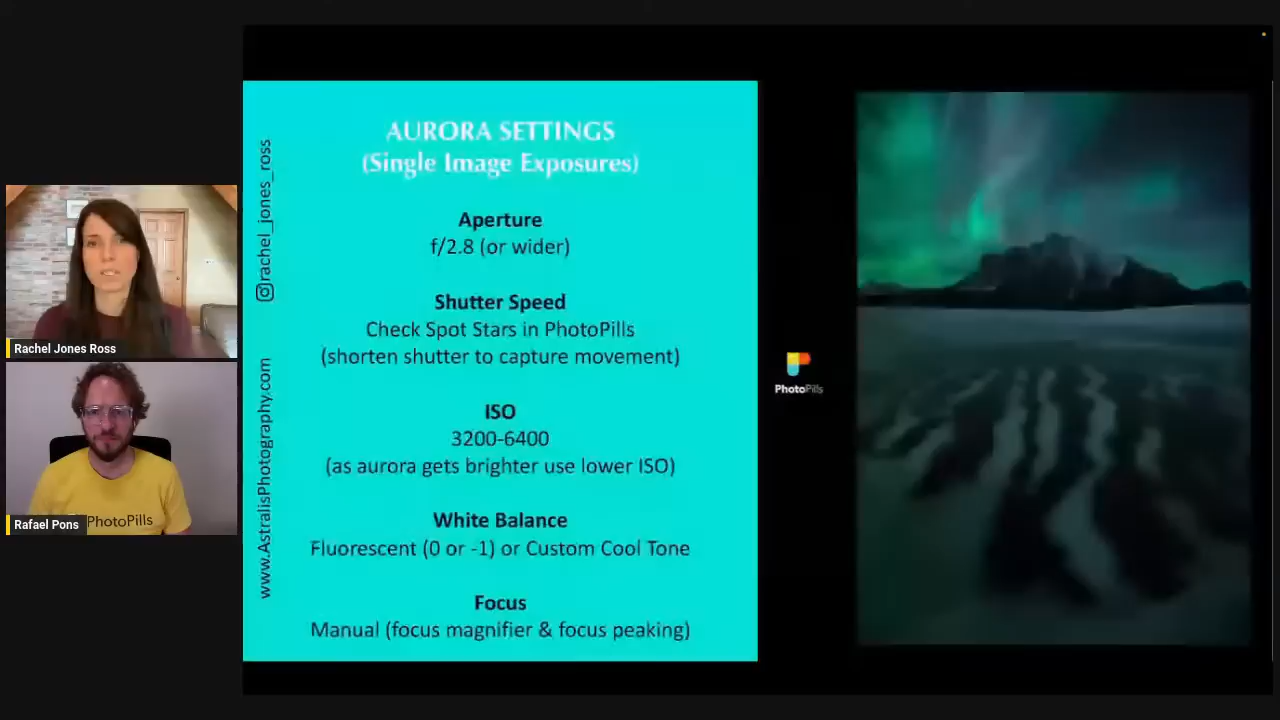 AURORA SETTINGS
(Single Image Exposures)
Aperture
f/2.8 (or wider)
Shutter Speed
Check Spot Stars in PhotoPills
(shorten shutter to capture movement)
ISO
3200-6400
(as aurora gets brighter use lower ISO)
White Balance
Fluorescent (0 or -1) or Custom Cool Tone
Focus
Manual (focus magnifier & focus peaking)
@rachel_jones_ross
www.AstralisPhotography.com
Rachel Jones Ross
PhotoPills
Rafael Pons
PhotoPills